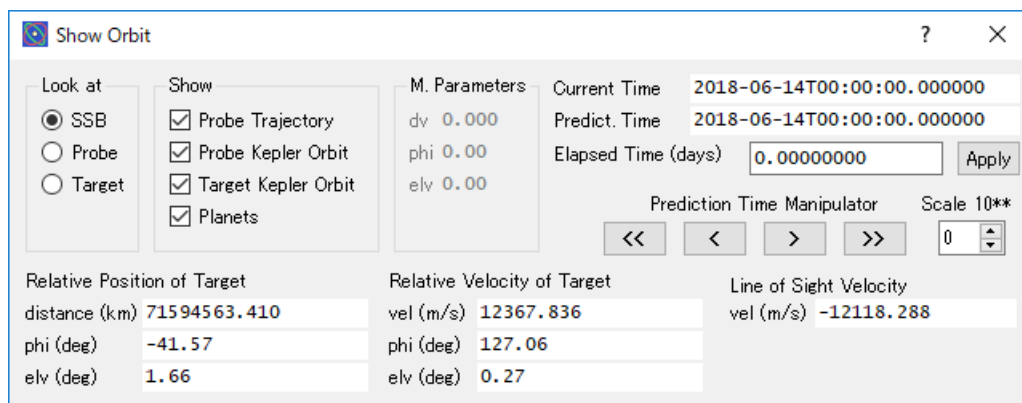 Show Orbit ? ×
Look at Show M. Parameters Current Time 2018-06-14T00:00:00.000000
SSB Probe Trajectory dv 0.000 Predict. Time 2018-06-14T00:00:00.000000
Probe Probe Kepler Orbit phi 0.00 Elapsed Time (days) 0.00000000 Apply
Target Target Kepler Orbit elv 0.00
Planets Prediction Time Manipulator Scale 10**
<< < > >> 0
Relative Position of Target Relative Velocity of Target Line of Sight Velocity
distance (km) 71594563.410 vel (m/s) 12367.836 vel (m/s) -12118.288
phi (deg) -41.57 phi (deg) 127.06
elv (deg) 1.66 elv (deg) 0.27